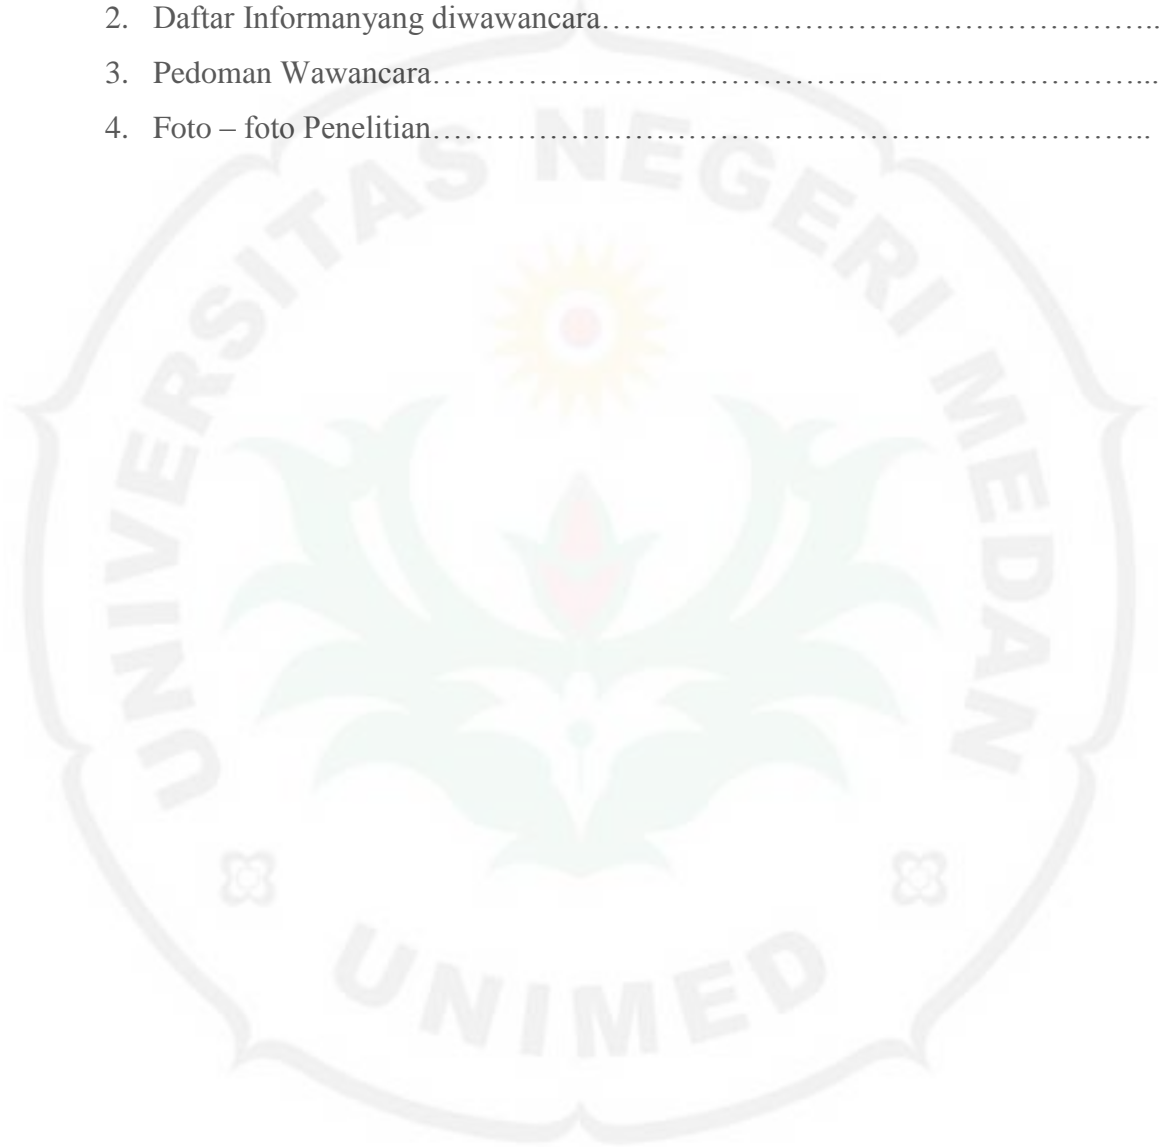 2. Daftar Informanyang diwawancara…………………………………………………..
3. Pedoman Wawancara………………………………………………………………...
4. Foto – foto Penelitian………………………………………………………………..
UNIVERSITAS NEGERI MEDAN
UNIMED